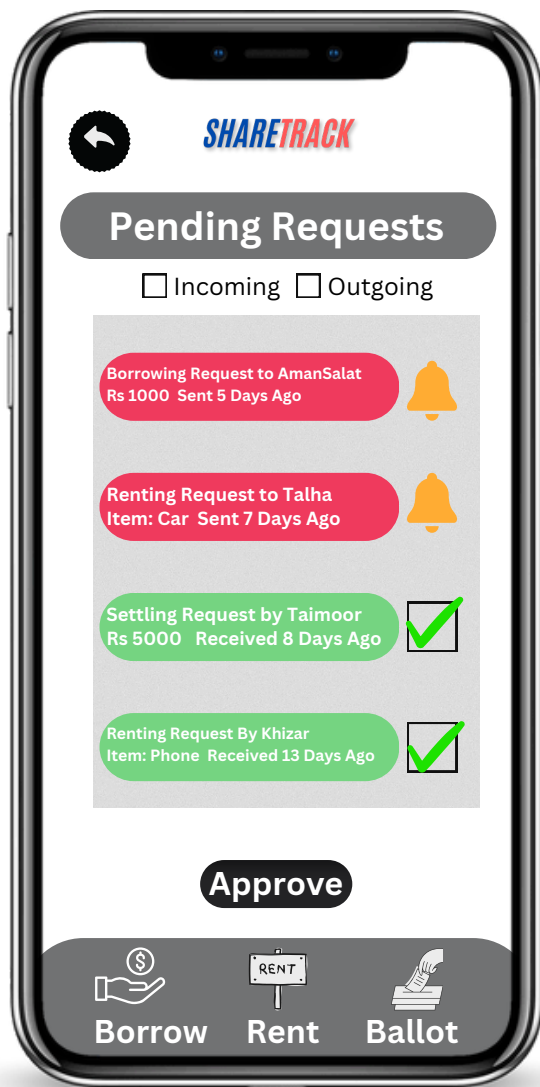 SHARETRACK
Pending Requests
Incoming Outgoing
Borrowing Request to AmanSalat
Rs 1000 Sent 5 Days Ago
Renting Request to Talha
Item: Car Sent 7 Days Ago
Settling Request by Taimoor
Rs 5000 Received 8 Days Ago
Renting Request By Khizar
Item: Phone Received 13 Days Ago
Approve
$
RENT
Borrow Rent Ballot